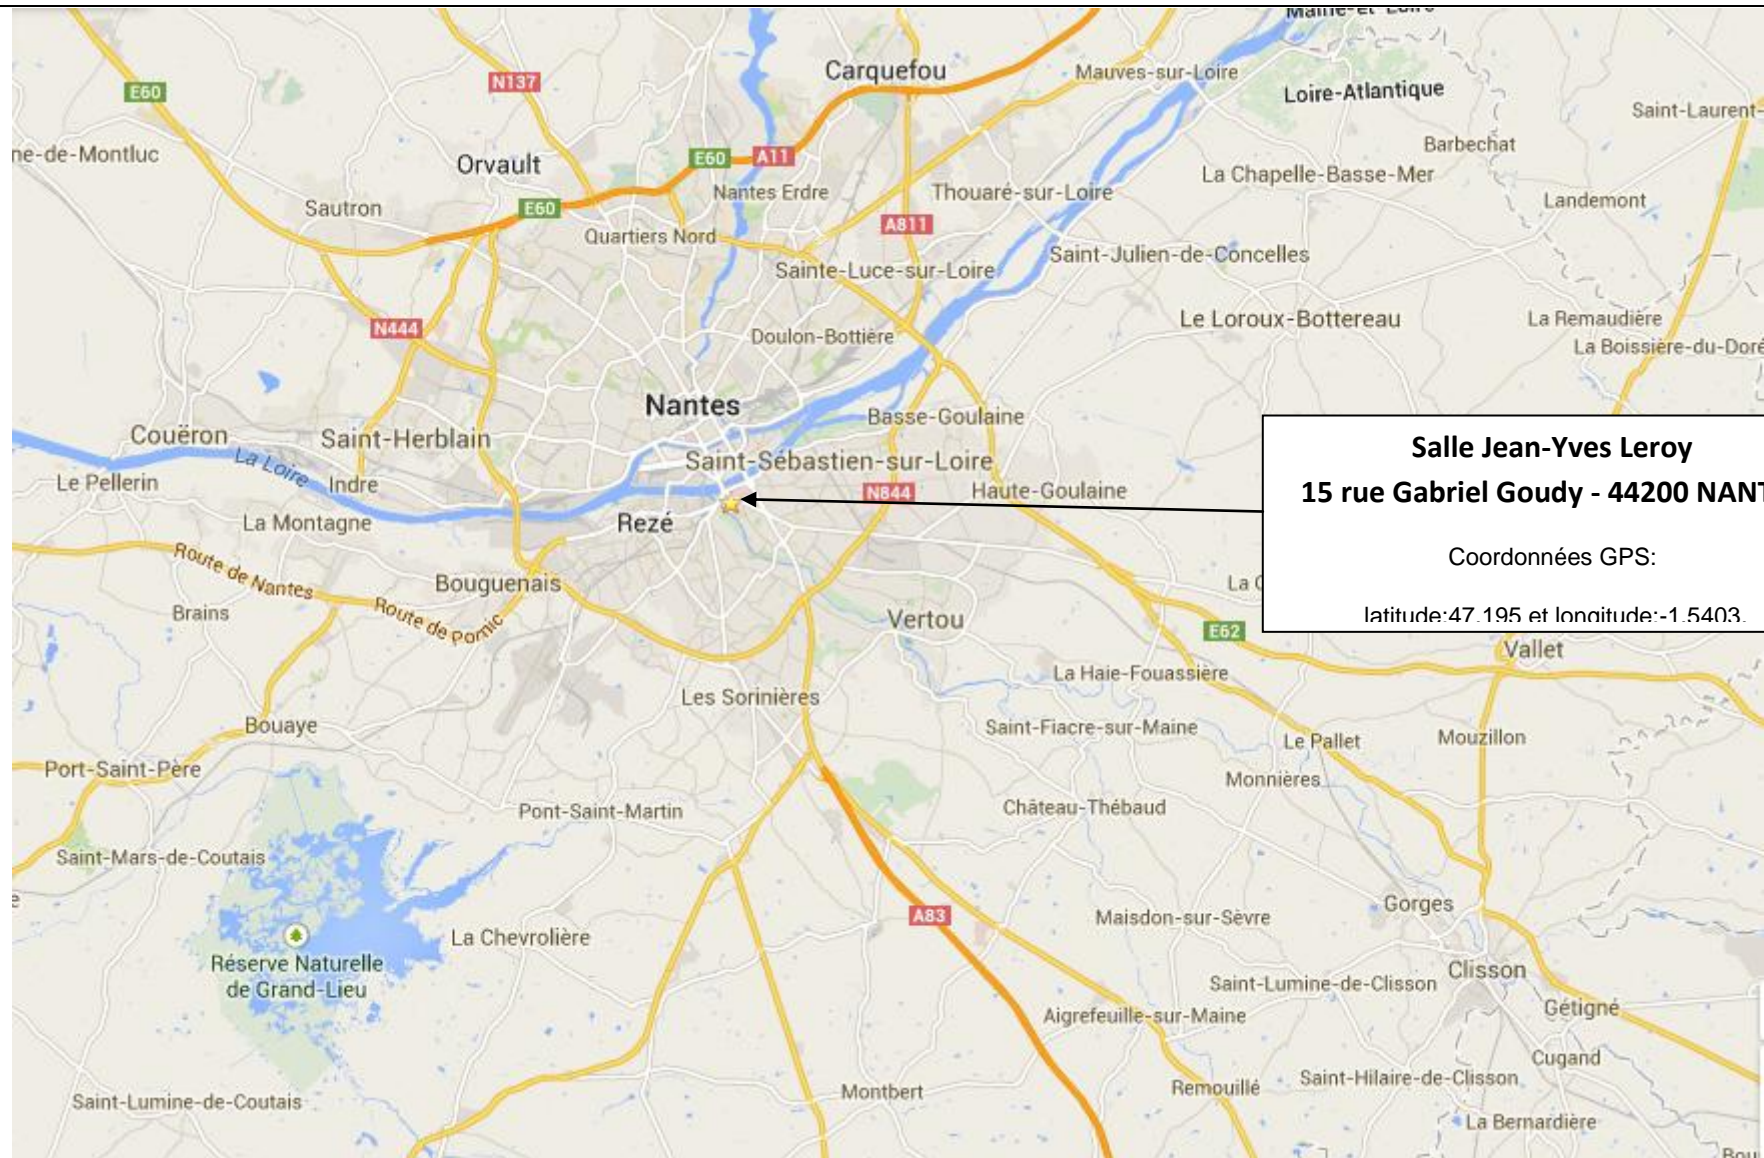 Maine-et-Loire
Carquefou
Mauves-sur-Loire
N137
E60
Loire-Atlantique
Saint-Laurent-
Barbechat
ne-de-Montluc
Orvault
E60
A11
La Chapelle-Basse-Mer
Nantes Erdre
Thouaré-sur-Loire
Landemont
Sautron
E60
A811
Quartiers Nord
Saint-Julien-de-Concelles
Sainte-Luce-sur-Loire
N444
Doulon-Bottière
Le Loroux-Bottereau
La Remaudière
La Boissière-du-Doré
Nantes
Basse-Goulaine
Couëron
Saint-Herblain
La Loire
Saint-Sébastien-sur-Loire
Le Pellerin
Indre
N844
Haute-Goulaine
La Montagne
Rezé
Salle Jean-Yves Leroy
15 rue Gabriel Goudy - 44200 NANT
Coordonnées GPS:
latitude:47.195 et longitude:-1.5403.
Route de Nantes
Bouguenais
La C
Brains
Route de Pornic
Vertou
E62
Vallet
La Haie-Fouassière
Les Sorinières
Bouaye
Saint-Fiacre-sur-Maine
Le Pallet
Mouzillon
Port-Saint-Père
Monnières
Pont-Saint-Martin
Château-Thébaud
Saint-Mars-de-Coutais
e
Gorges
A83
Maisdon-sur-Sèvre
La Chevrolière
Réserve Naturelle
de Grand-Lieu
Clisson
Saint-Lumine-de-Clisson
Gétigné
Aigrefeuille-sur-Maine
Cugand
Saint-Hilaire-de-Clisson
Remouillé
Montbert
Saint-Lumine-de-Coutais
La Bernardière
Bou